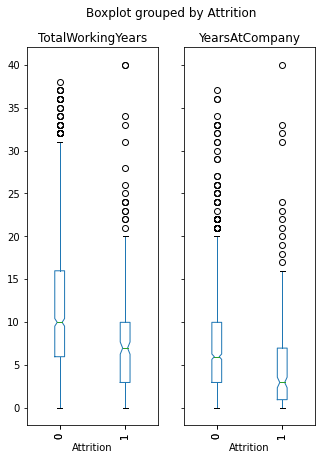 Boxplot grouped by Attrition
TotalWorkingYears
YearsAtCompany
40
35
30
25
20
15
10
5
0
0
1
0
1
Attrition
Attrition